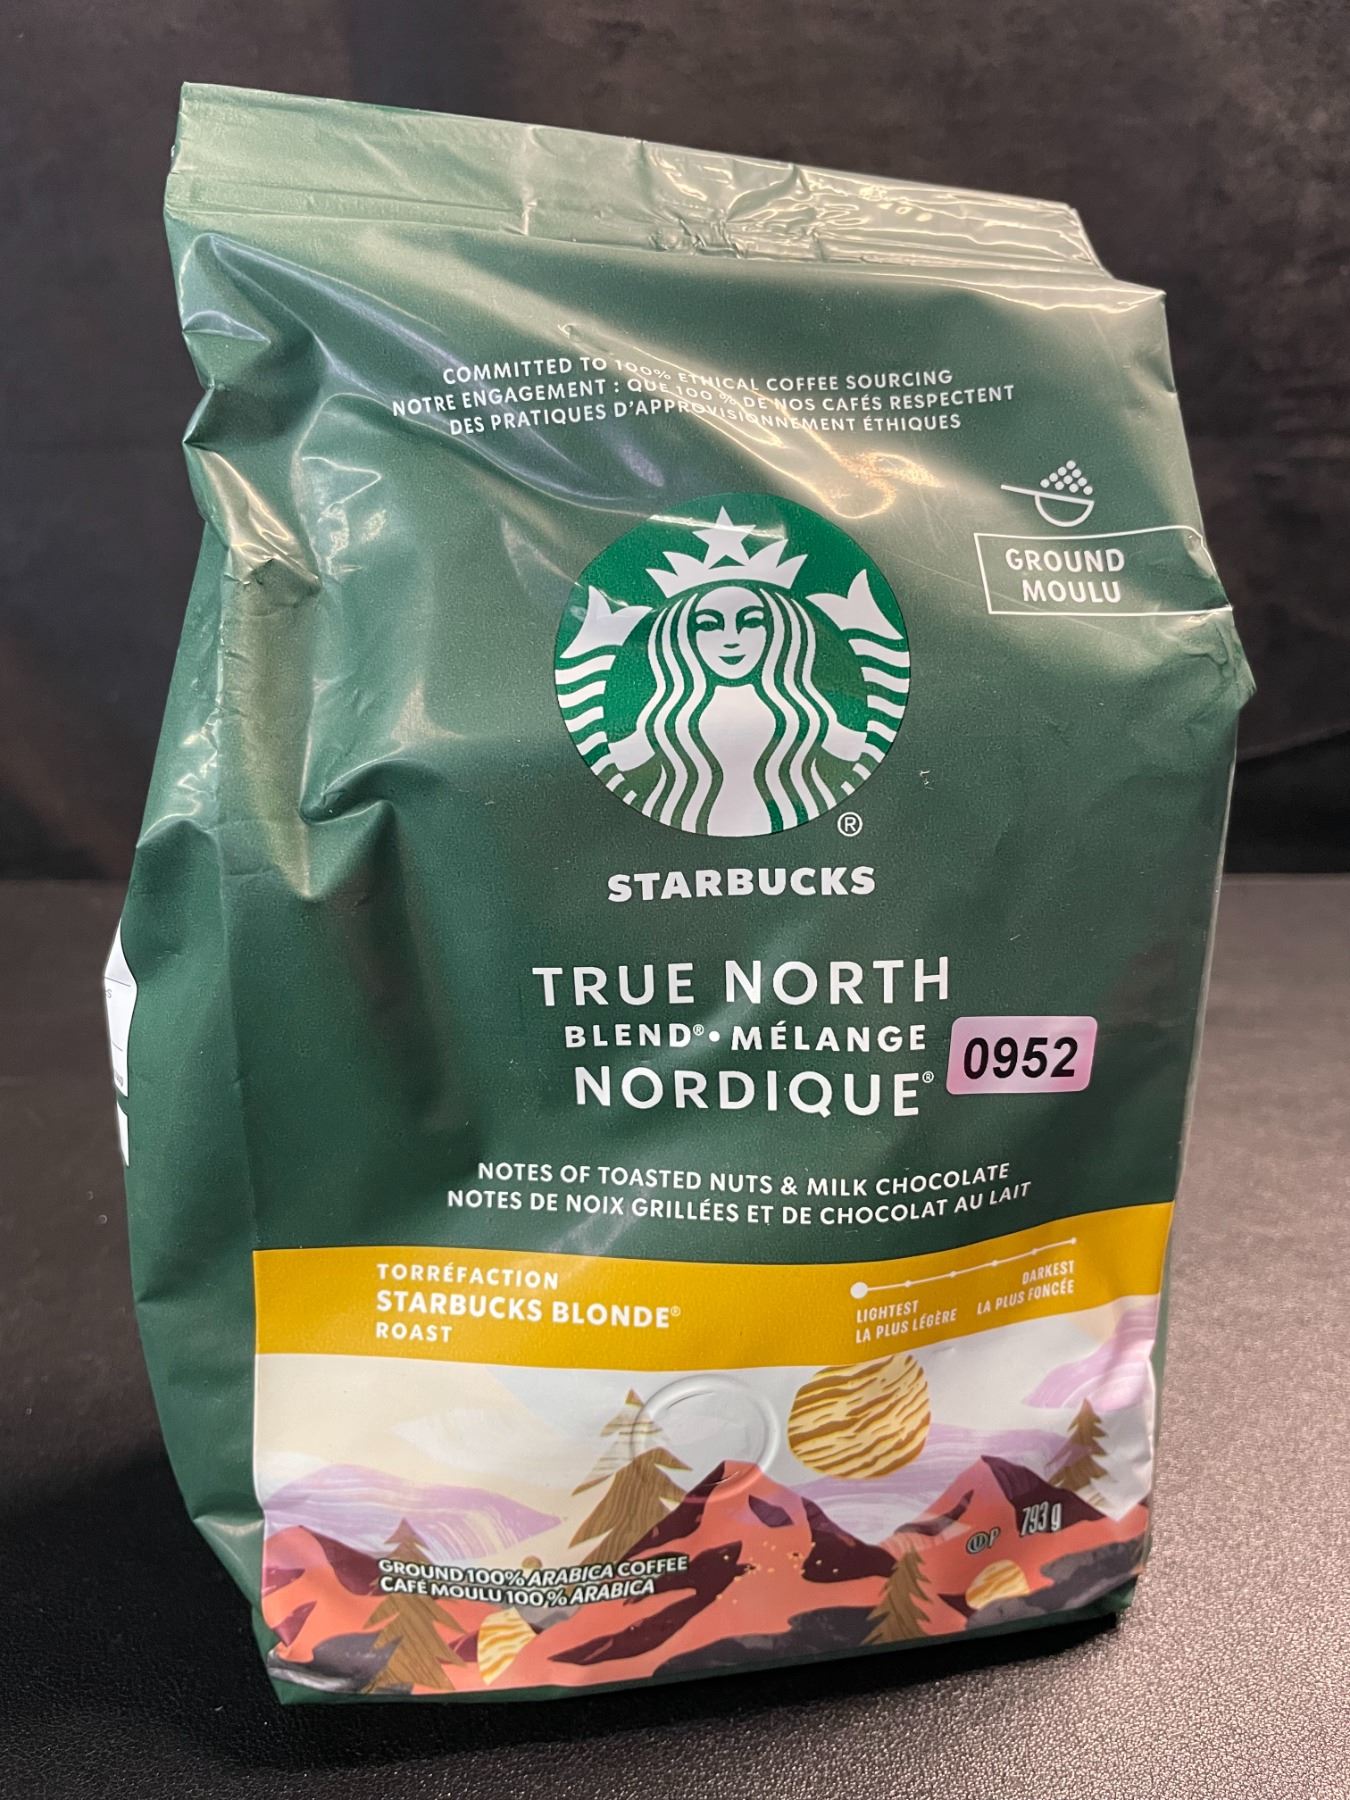 COMMITTED TO 100% ETHICAL COFFEE SOURCING
NOTRE ENGAGEMENT : QUE 100 % DE NOS CAFÉS RESPECTENT
DES PRATIQUES D'APPROVISIONNEMENT ÉTHIQUES
GROUND
MOULU
®
STARBUCKS
TRUE NORTH
BLEND®•MÉLANGE
NORDIQUE®
0952
NOTES OF TOASTED NUTS & MILK CHOCOLATE
NOTES DE NOIX GRILLÉES ET DE CHOCOLAT AU LAIT
TORRÉFACTION
STARBUCKS BLONDE®
ROAST
LIGHTEST
LA PLUS LÉGÈRE
DARKEST
LA PLUS FONCÉE
GROUND 100% ARABICA COFFEE
CAFÉ MOULU 100 % ARABICA
U P
793 g